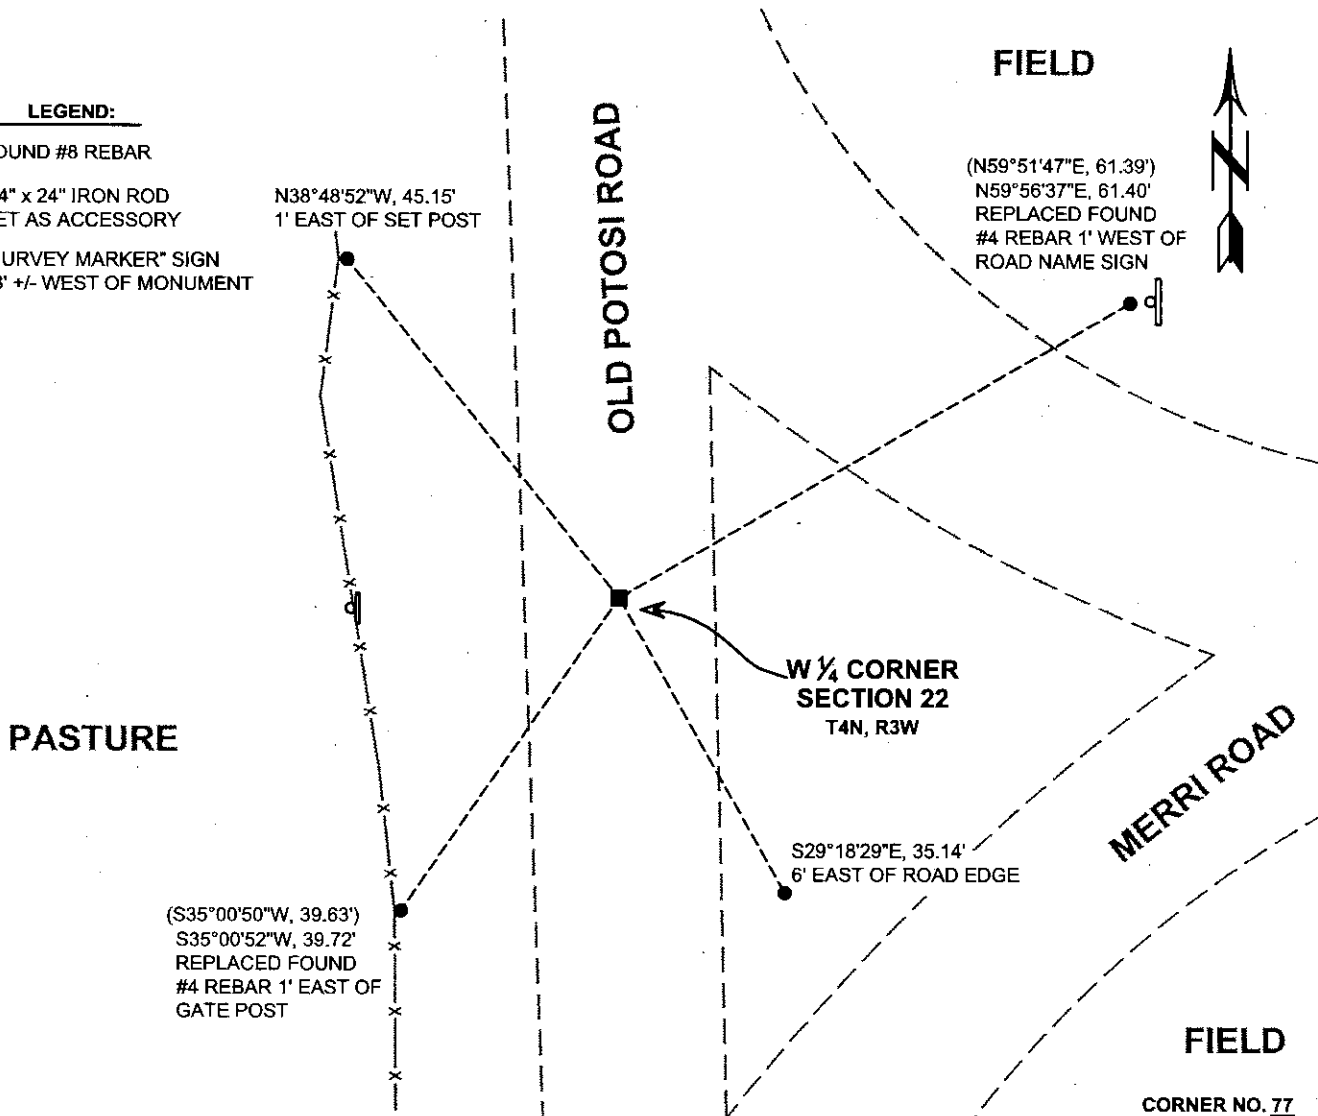 FIELD
LEGEND:
OUND #8 REBAR
4" x 24" IRON ROD
ET AS ACCESSORY
URVEY MARKER" SIGN
' +/- WEST OF MONUMENT
N38°48'52"W, 45.15'
1' EAST OF SET POST
OLD POTOSI ROAD
(N59°51'47"E, 61.39')
N59°56'37"E, 61.40'
REPLACED FOUND
#4 REBAR 1' WEST OF
ROAD NAME SIGN
N
W 1/4 CORNER
SECTION 22
T4N, R3W
PASTURE
MERRI ROAD
S29°18'29"E, 35.14'
6' EAST OF ROAD EDGE
(S35°00'50"W, 39.63')
S35°00'52"W, 39.72'
REPLACED FOUND
#4 REBAR 1' EAST OF
GATE POST
FIELD
CORNER NO. 77